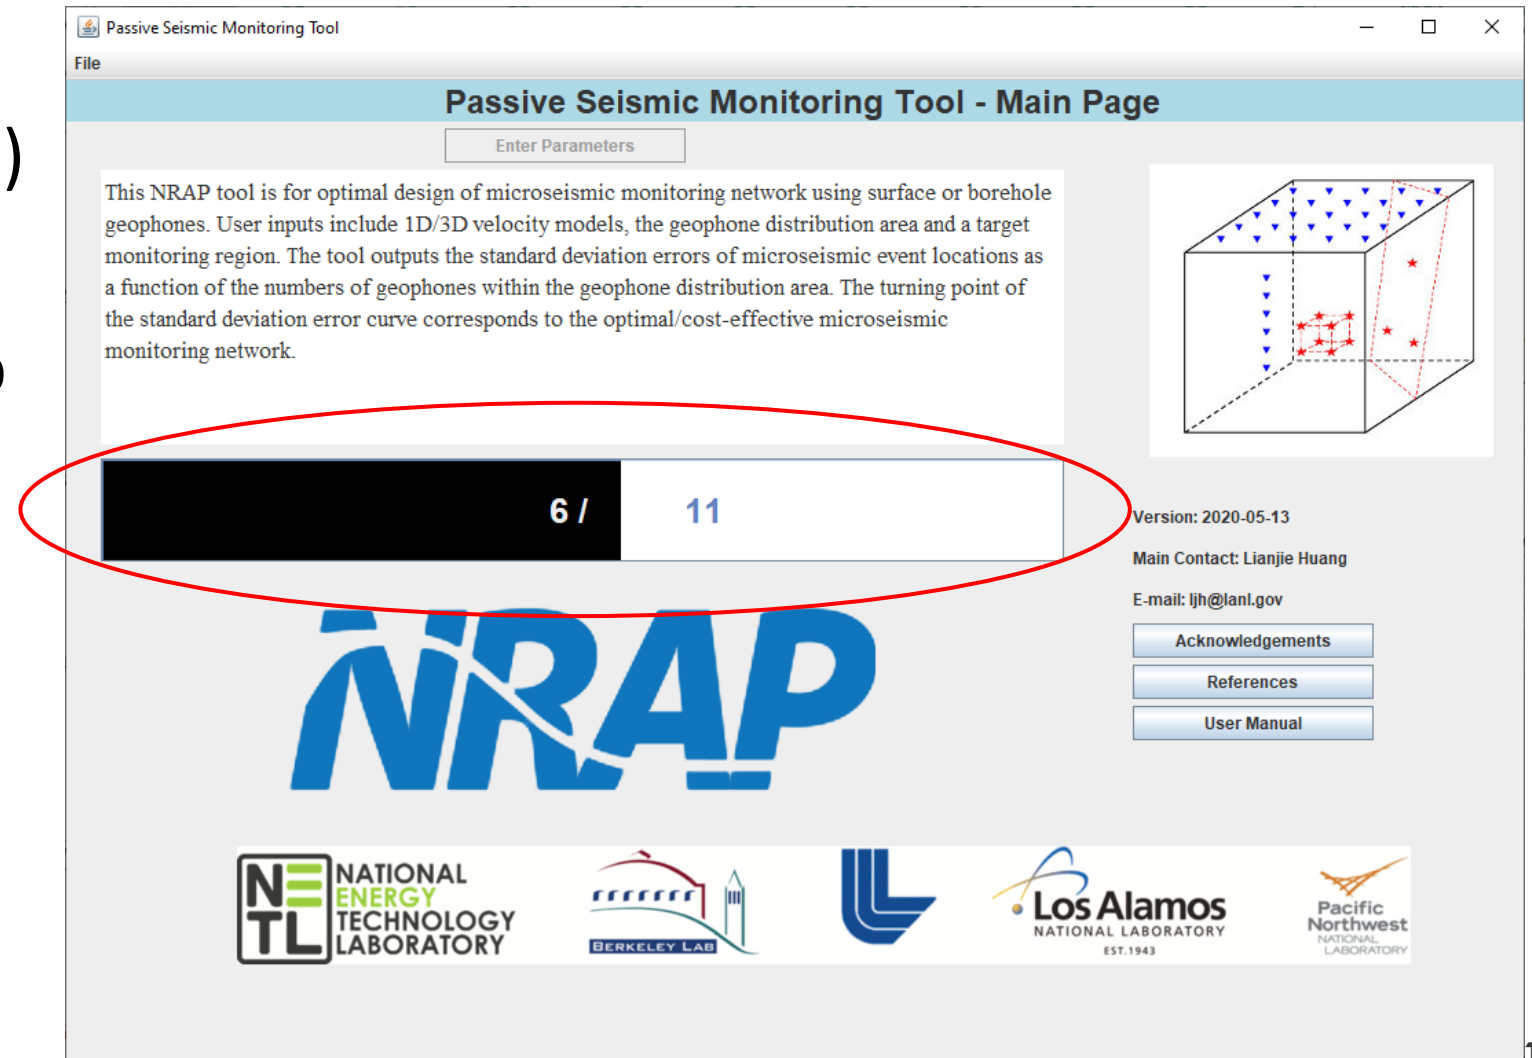 Passive Seismic Monitoring Tool
File
Passive Seismic Monitoring Tool - Main Page
)
Enter Parameters
This NRAP tool is for optimal design of microseismic monitoring network using surface or borehole
geophones. User inputs include 1D/3D velocity models, the geophone distribution area and a target
monitoring region. The tool outputs the standard deviation errors of microseismic event locations as
a function of the numbers of geophones within the geophone distribution area. The turning point of
the standard deviation error curve corresponds to the optimal/cost-effective microseismic
monitoring network.
6 / 11
Version: 2020-05-13
Main Contact: Lianjie Huang
E-mail: ljh@lanl.gov
Acknowledgements
References
User Manual
NRAP
NETL
NATIONAL
ENERGY
TECHNOLOGY
LABORATORY
BERKELEY LAB
Los Alamos
NATIONAL LABORATORY
EST.1943
Pacific
Northwest
NATIONAL
LABORATORY